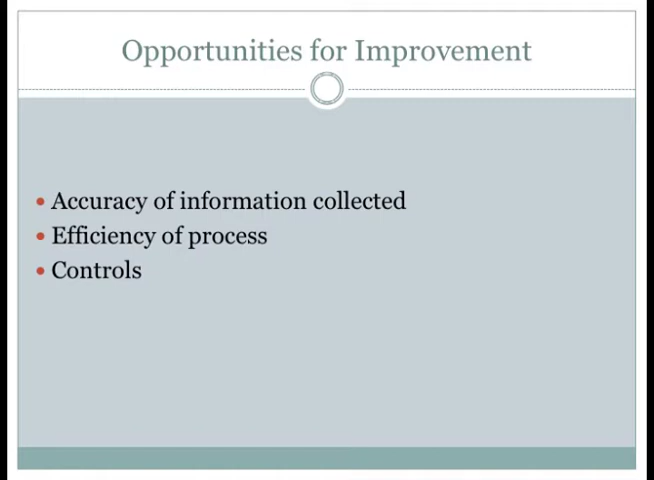 Opportunities for Improvement
• Accuracy of information collected
• Efficiency of process
• Controls